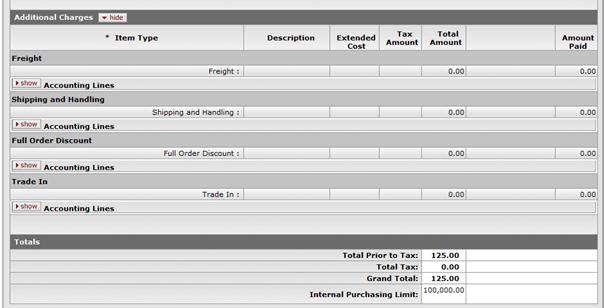 Additional Charges hide
* Item Type Description Extended Cost Tax Amount Total Amount Amount Paid
Freight
Freight : 0.00 0.00
show Accounting Lines
Shipping and Handling
Shipping and Handling : 0.00 0.00
show Accounting Lines
Full Order Discount
Full Order Discount : 0.00 0.00
show Accounting Lines
Trade In
Trade In : 0.00 0.00
show Accounting Lines
Totals
Total Prior to Tax: 125.00
Total Tax: 0.00
Grand Total: 125.00
Internal Purchasing Limit: 100,000.00